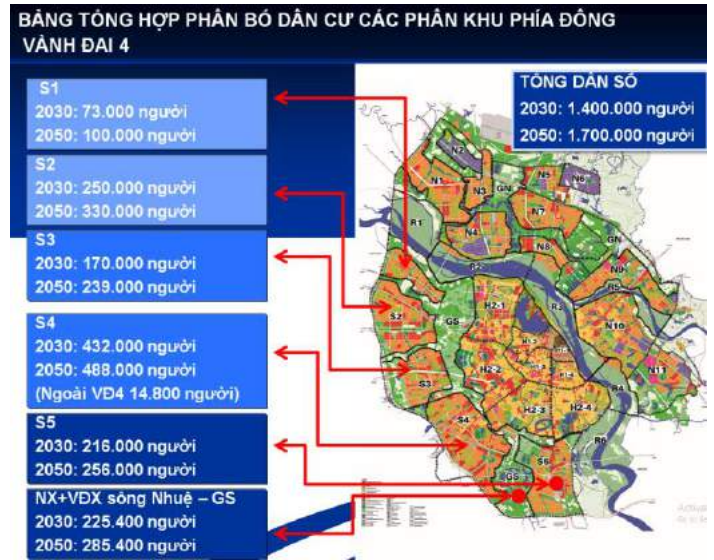 BẢNG TỔNG HỢP PHÂN BỐ DÂN CƯ CÁC PHÂN KHU PHÍA ĐÔNG
VÀNH ĐAI 4
S1
2030: 73.000 người
2050: 100.000 người
S2
2030: 250.000 người
2050: 330.000 người
S3
2030: 170.000 người
2050: 239.000 người
S4
2030: 432.000 người
2050: 488.000 người
(Ngoài VĐ4 14.800 người)
S5
2030: 216.000 người
2050: 256.000 người
NX+VĐX sông Nhuệ – GS
2030: 225.400 người
2050: 285.400 người
TỔNG DÂN SỐ
2030: 1.400.000 người
2050: 1.700.000 người
N2
N1
N3
GN
N5
N6
N7
R1
N4
N8
GN
R2
N9
R5
GS
H2-1
R3
N10
S2
H2-2
N11
S3
R4
H2-3
H2-4
S4
R6
S5
GS